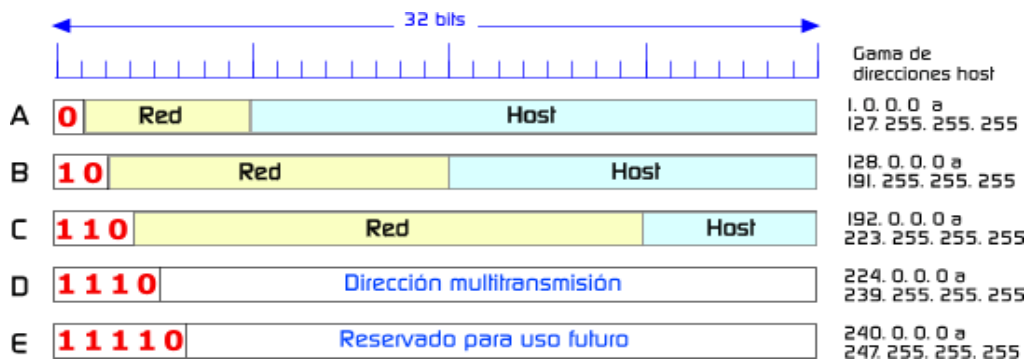 32 bits
Gama de
direcciones host
A 0 Red Host 1. 0. 0. 0 a
127. 255. 255. 255
B 1 0 Red Host 128. 0. 0. 0 a
191. 255. 255. 255
C 1 1 0 Red Host 192. 0. 0. 0 a
223. 255. 255. 255
D 1 1 1 0 Dirección multitransmisión 224. 0. 0. 0 a
239. 255. 255. 255
E 1 1 1 1 0 Reservado para uso futuro 240. 0. 0. 0 a
247. 255. 255. 255